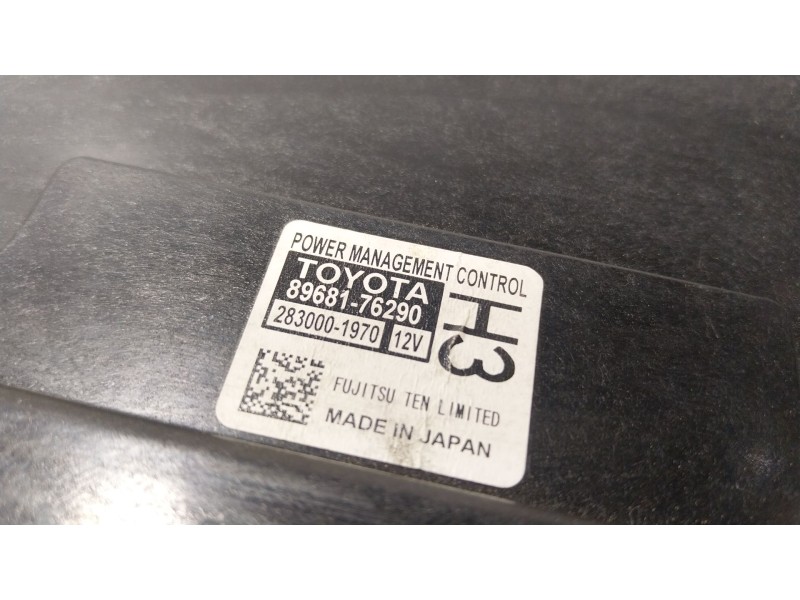 POWER MANAGEMENT CONTROL
TOYOTA
89681-76290
283000-1970 12V
H3
FUJITSU TEN LIMITED
MADE IN JAPAN